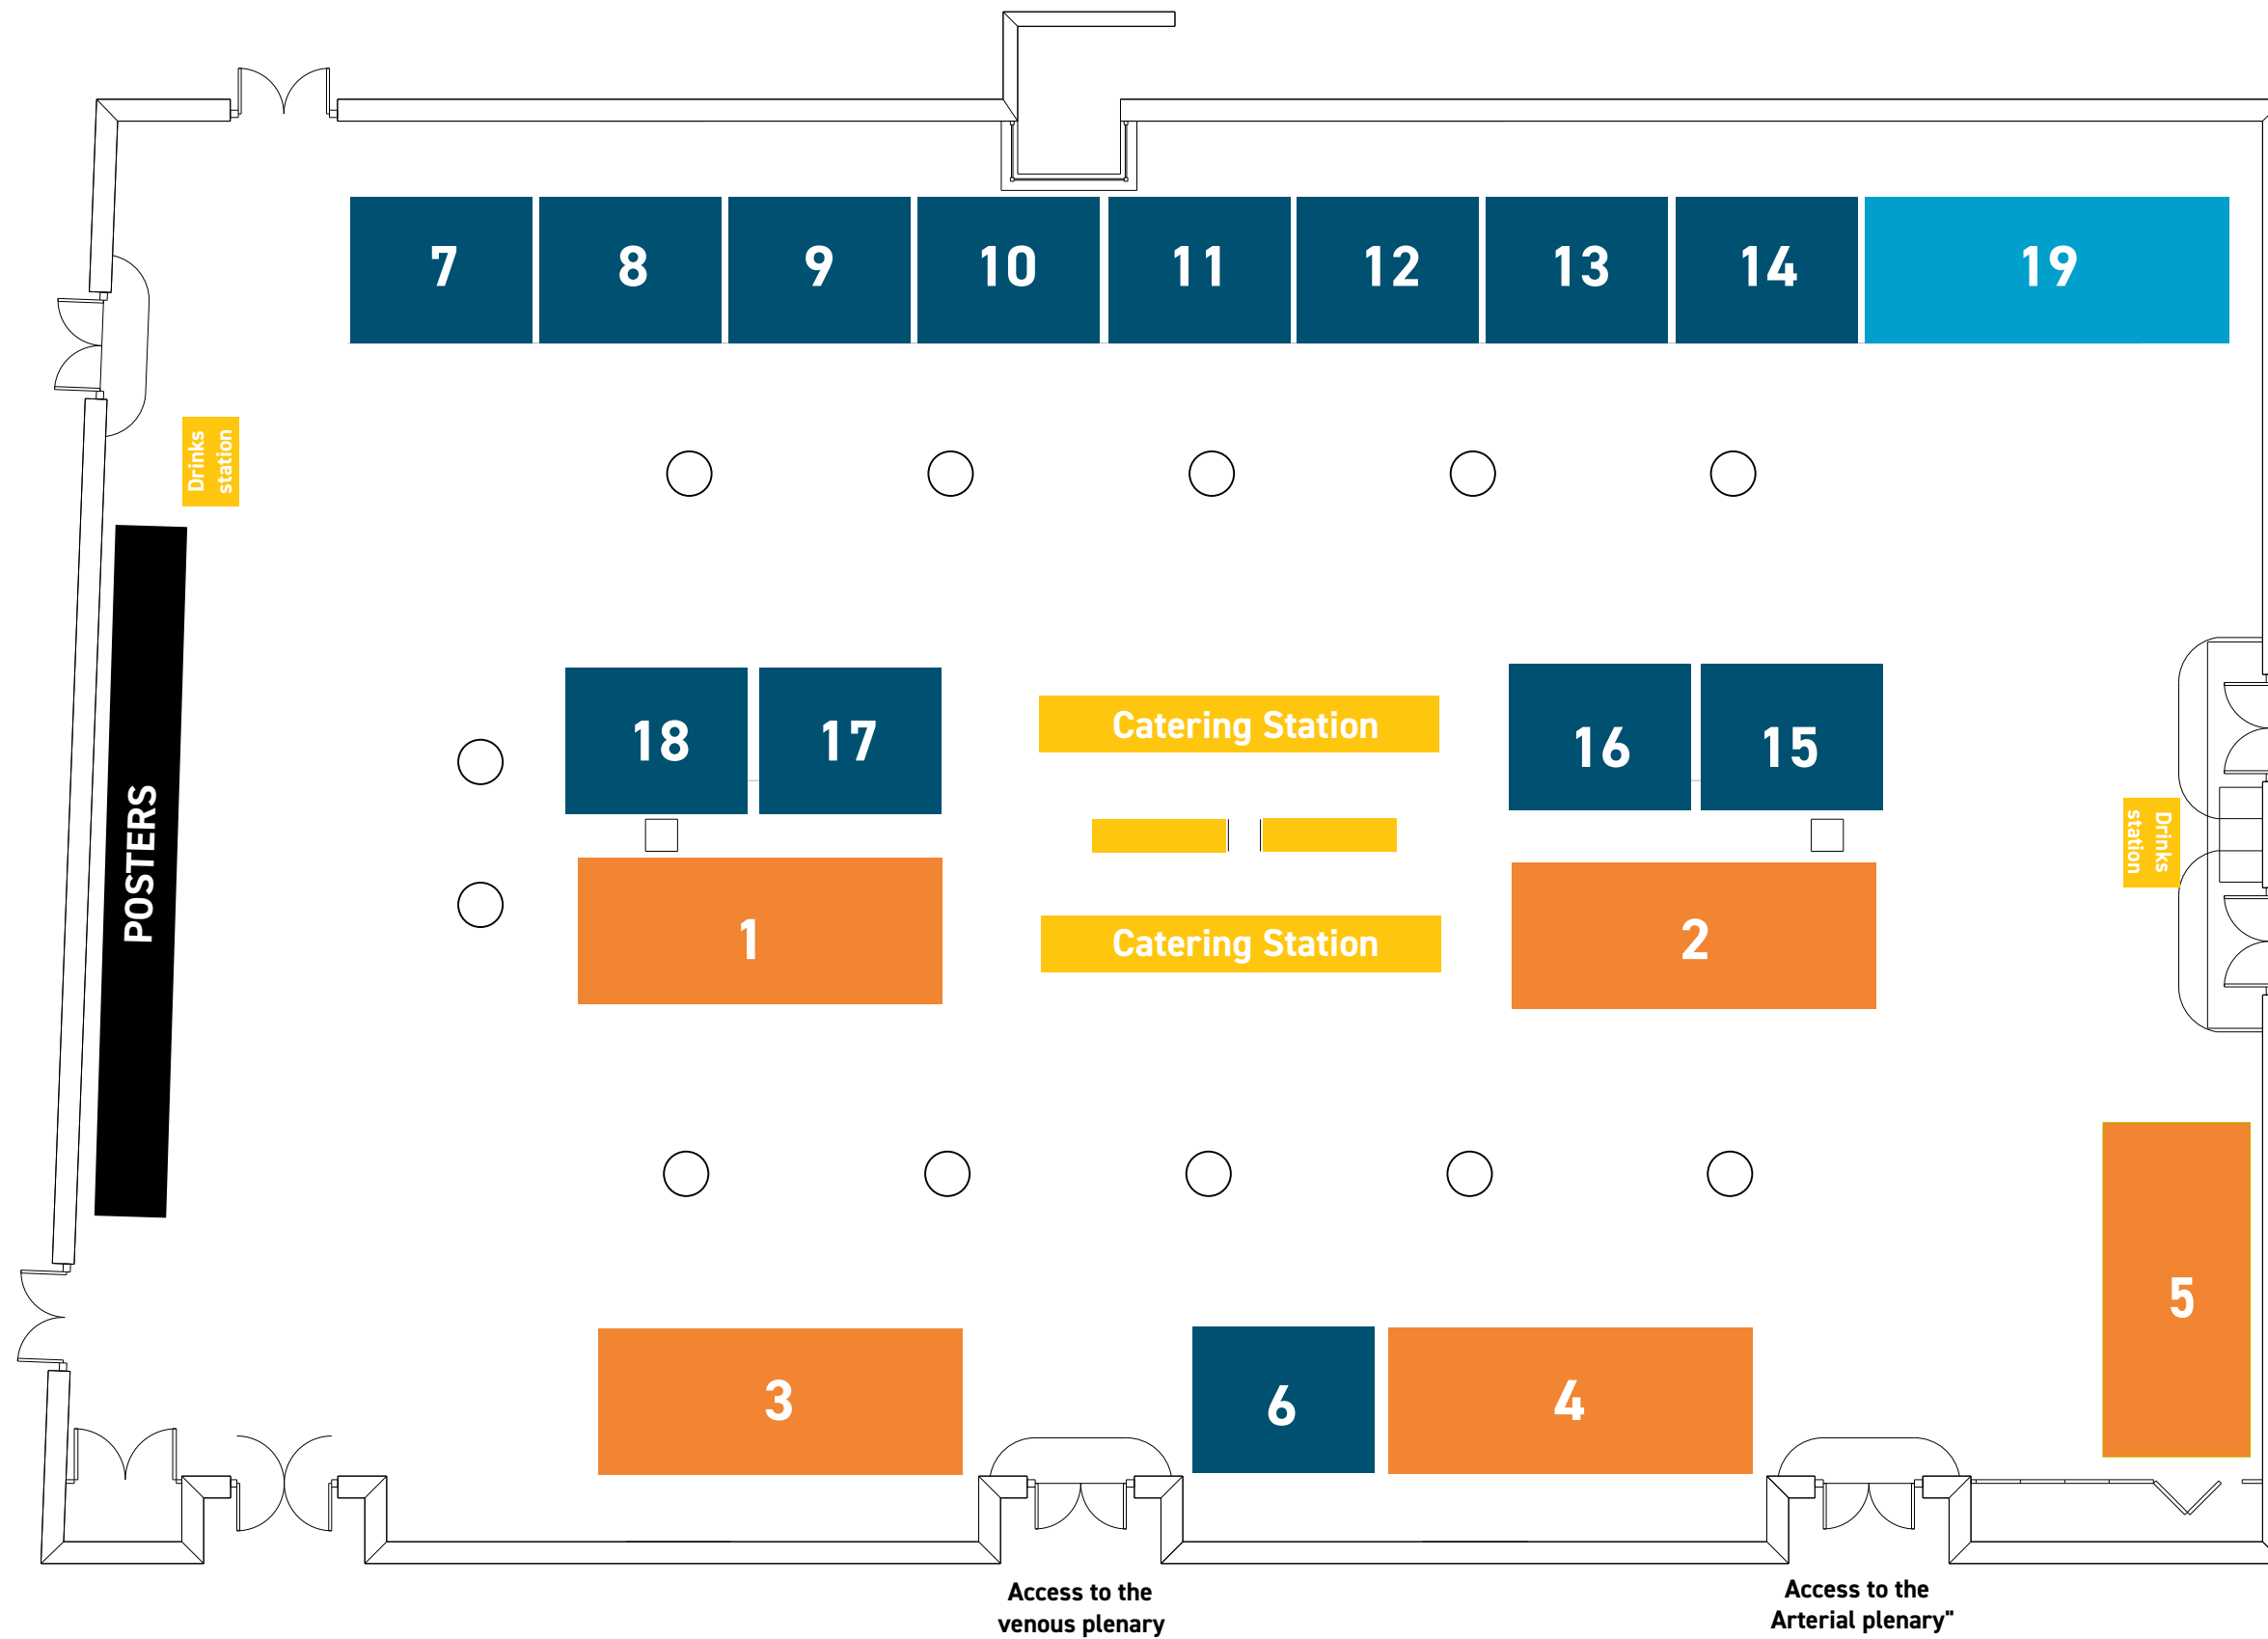 7 8 9 10 11 12 13 14 19
Drinks
station
18 17
Catering Station
16 15
POSTERS
Drinks
station
1
Catering Station
2
5
3
6
4
Access to the
venous plenary
Access to the
Arterial plenary"